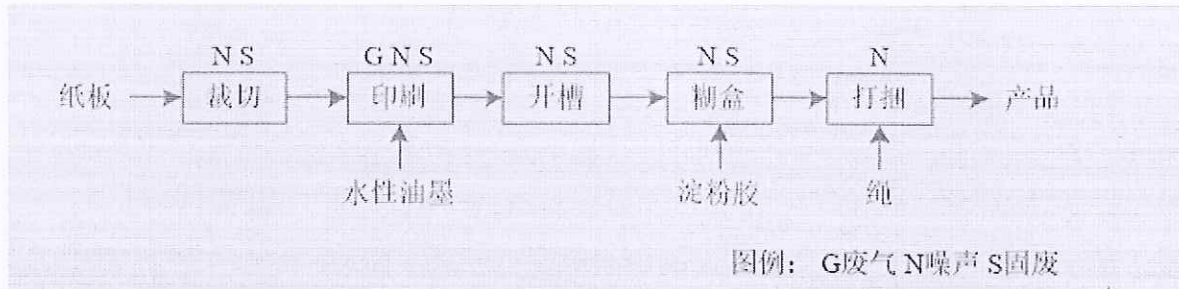 N S G N S N S N S N
纸板 裁切 印刷 开槽 糊盒 打捆 产品
水性油墨 淀粉胶 绳
图例： G废气 N噪声 S固废